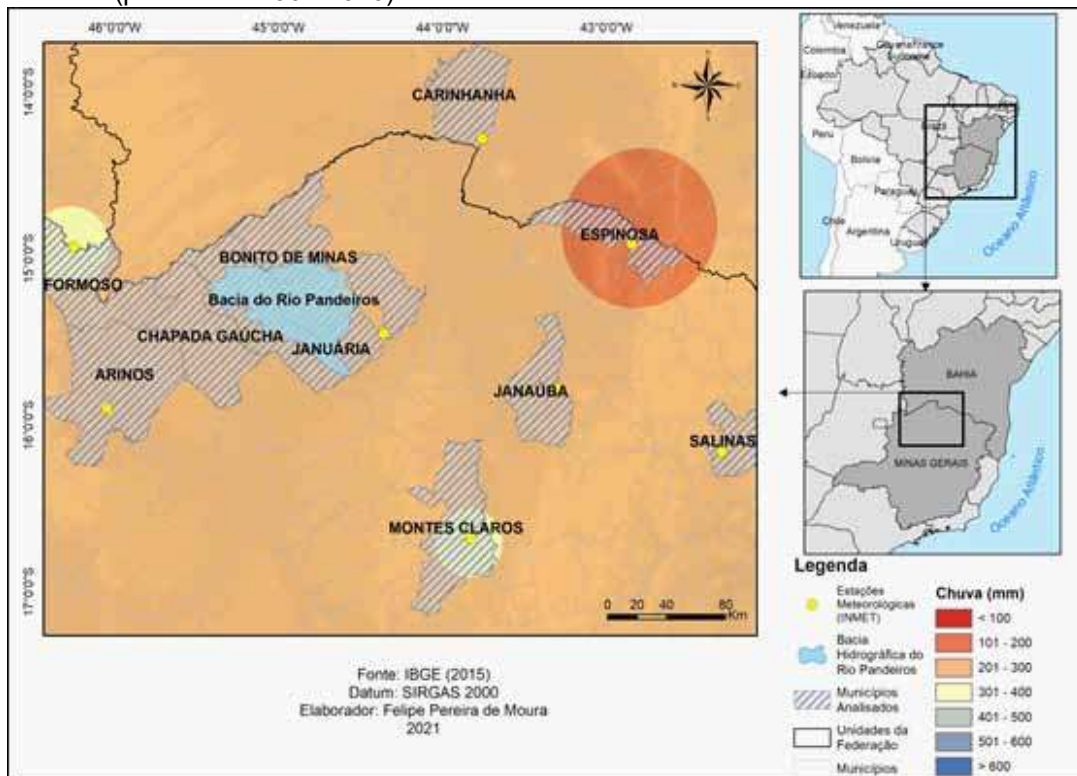 46°0'0"S
45°0'0"S
44°0'0"S
43°0'0"S
14°0'0"S
15°0'0"S
16°0'0"S
17°0'0"S
CARINHANHA
ESPINOSA
BONITO DE MINAS
FORMOSO
Bacia do Rio Pandeiros
CHAPADA GAÚCHA
JANUÁRIA
ARINOS
JANAUBA
SALINAS
MONTES CLAROS
0 20 40 80
Km
Fonte: IBGE (2015)
Datum: SIRGAS 2000
Elaborador: Felipe Pereira de Moura
2021
Venezuela
Colombia
Peru
Bolivia
Paraguay
Chile
Argentina
Uruguay
Oceano Atlântico
BAHIA
MINAS GERAIS
Oceano Atlântico
Legenda
Estações
Meteorológicas
(INMET)
Bacia
Hidrográfica do
Rio Pandeiros
Municípios
Analisados
Unidades da
Federação
Municípios
Chuva (mm)
< 100
101 - 200
201 - 300
301 - 400
401 - 500
501 - 600
> 600